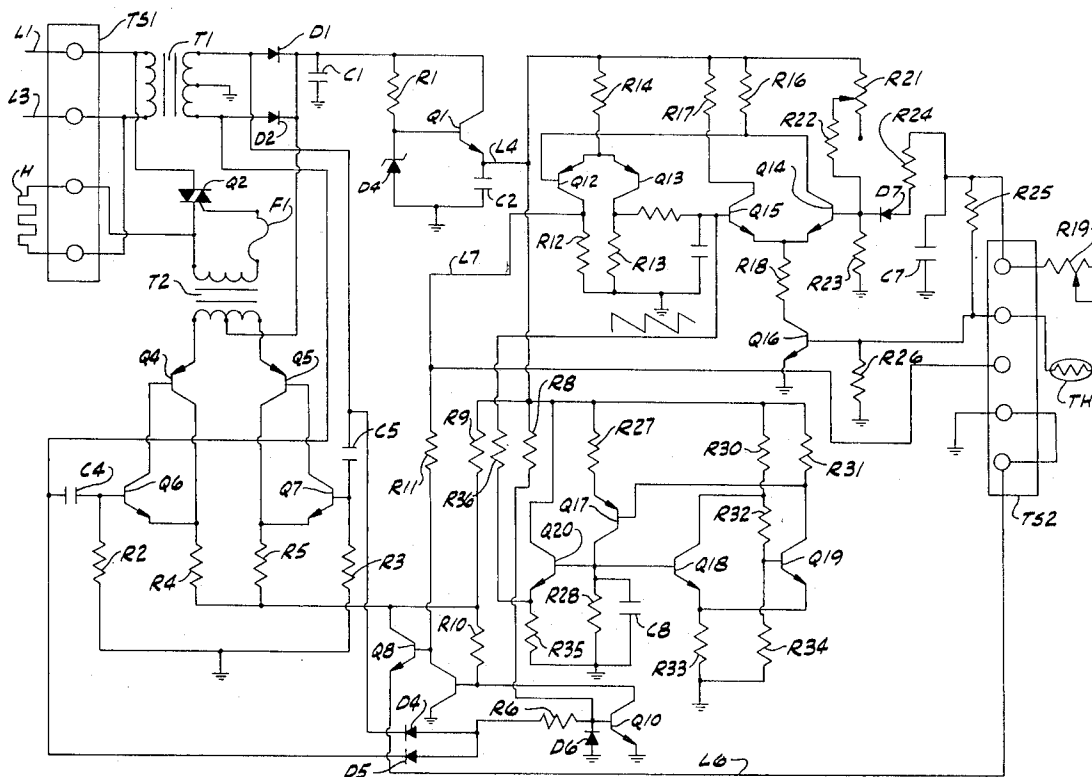 L1
TS1
T1
D1
L3
C1
R1
Q1
D2
D4
L4
C2
R14
R17
R16
R21
R22
R24
Q12
Q13
Q14
Q15
D7
R25
R19
H
Q2
F1
R12
R13
R18
R23
C7
L7
T2
Q16
R26
TH
Q4
Q5
R8
C5
R9
R27
R30
R31
R11
R36
Q17
R32
TS2
C4
Q6
Q7
Q20
Q18
Q19
R2
R4
R5
R3
R28
C8
R10
R35
R33
R34
Q8
D4
R6
Q10
D6
D5
L6